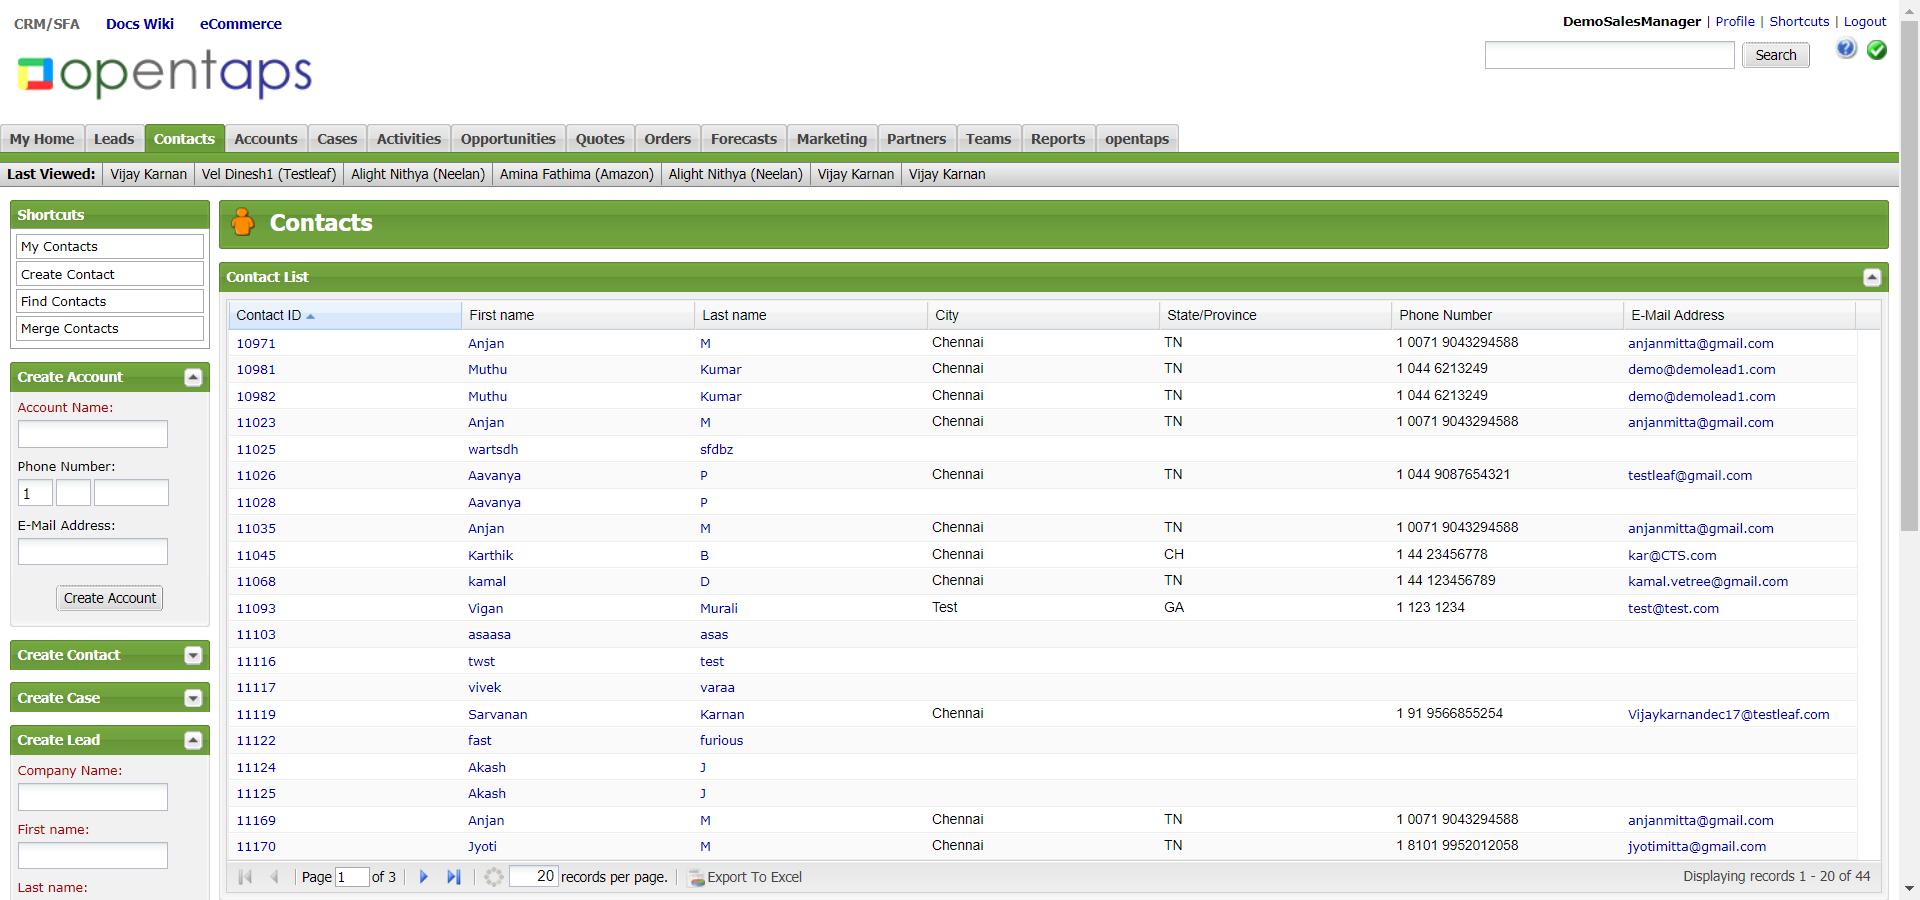 CRM/SFA Docs Wiki eCommerce
DemoSalesManager | Profile | Shortcuts | Logout
Search
opentaps
My Home Leads Contacts Accounts Cases Activities Opportunities Quotes Orders Forecasts Marketing Partners Teams Reports opentaps
Last Viewed: Vijay Karnan Vel Dinesh1 (Testleaf) Alight Nithya (Neelan) Amina Fathima (Amazon) Alight Nithya (Neelan) Vijay Karnan Vijay Karnan
Shortcuts
My Contacts
Create Contact
Find Contacts
Merge Contacts
Create Account
Account Name:
Phone Number:
1
E-Mail Address:
Create Account
Create Contact
Create Case
Create Lead
Company Name:
First name:
Last name:
Contacts
Contact List
Contact ID First name Last name City State/Province Phone Number E-Mail Address
10971 Anjan M Chennai TN 1 0071 9043294588 anjanmitta@gmail.com
10981 Muthu Kumar Chennai TN 1 044 6213249 demo@demolead1.com
10982 Muthu Kumar Chennai TN 1 044 6213249 demo@demolead1.com
11023 Anjan M Chennai TN 1 0071 9043294588 anjanmitta@gmail.com
11025 wartsdh sfdbz
11026 Aavanya P Chennai TN 1 044 9087654321 testleaf@gmail.com
11028 Aavanya P
11035 Anjan M Chennai TN 1 0071 9043294588 anjanmitta@gmail.com
11045 Karthik B Chennai CH 1 44 23456778 kar@CTS.com
11068 kamal D Chennai TN 1 44 123456789 kamal.vetree@gmail.com
11093 Vigan Murali Test GA 1 123 1234 test@test.com
11103 asaasa asas
11116 twst test
11117 vivek varaa
11119 Sarvanan Karnan Chennai 1 91 9566855254 Vijaykarnandec17@testleaf.com
11122 fast furious
11124 Akash J
11125 Akash J
11169 Anjan M Chennai TN 1 0071 9043294588 anjanmitta@gmail.com
11170 Jyoti M Chennai TN 1 8101 9952012058 jyotimitta@gmail.com
Page 1 of 3 20 records per page. Export To Excel Displaying records 1 - 20 of 44